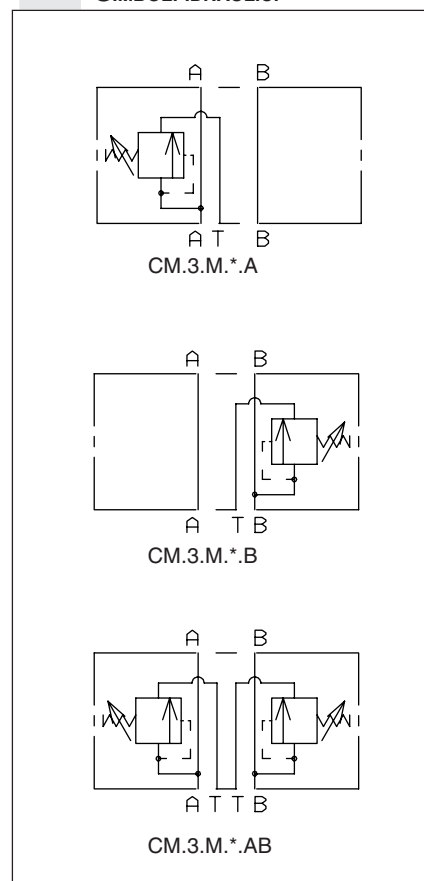 A B
A T B
CM.3.M.*.A
A B
A T B
CM.3.M.*.B
A B
A T T B
CM.3.M.*.AB